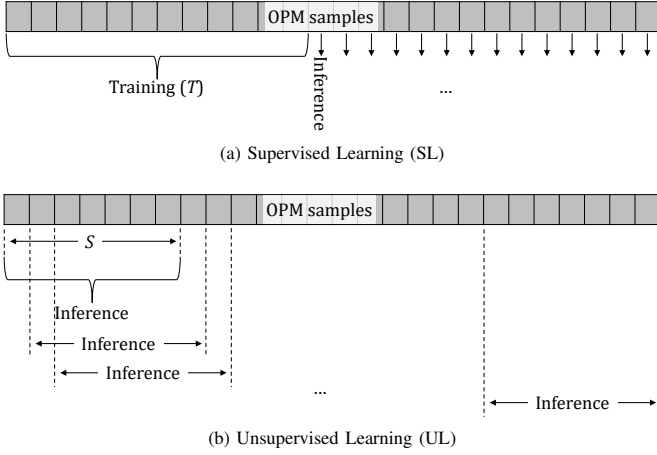 OPM samples
Training (T)
Inference
...
(a) Supervised Learning (SL)
OPM samples
S
Inference
Inference
Inference
...
Inference
(b) Unsupervised Learning (UL)